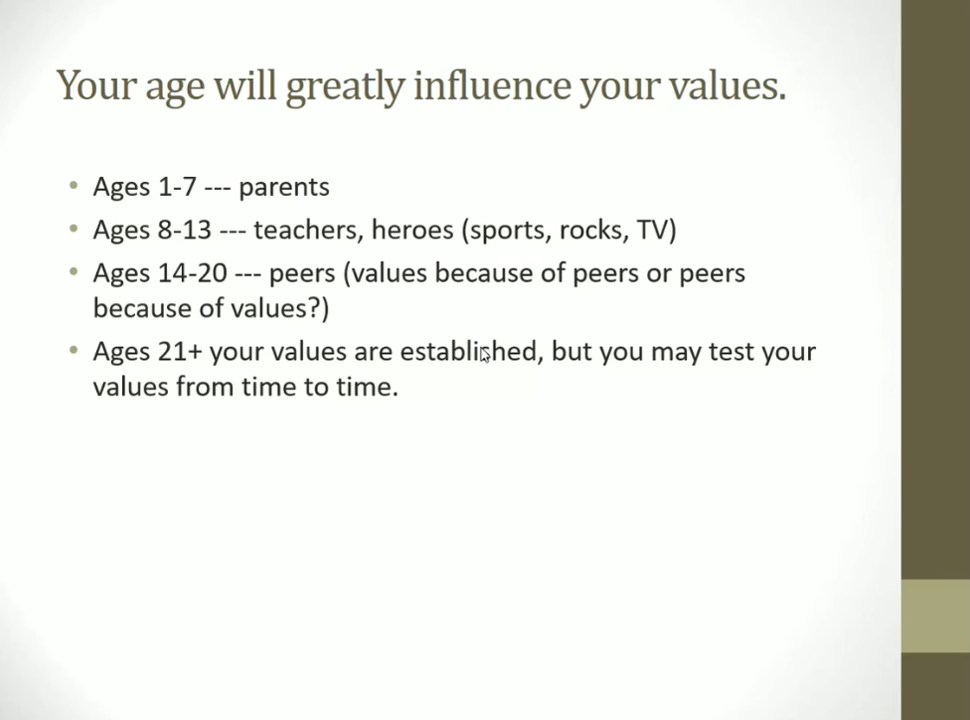 Your age will greatly influence your values.
• Ages 1-7 --- parents
• Ages 8-13 --- teachers, heroes (sports, rocks, TV)
• Ages 14-20 --- peers (values because of peers or peers
because of values?)
• Ages 21+ your values are established, but you may test your
values from time to time.